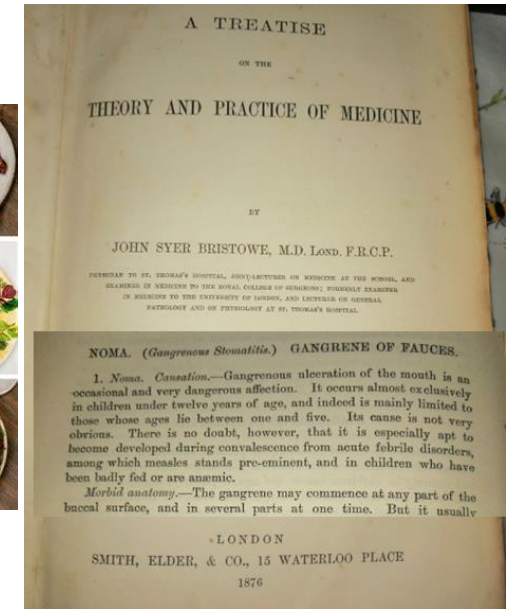 A TREATISE
ON THE
THEORY AND PRACTICE OF MEDICINE
BY
JOHN SYER BRISTOWE, M.D. LOND. F.R.C.P.
PHYSICIAN TO ST. THOMAS'S HOSPITAL, JOINT-LECTURER ON MEDICINE AT THE SCHOOL, AND
EXAMINER IN MEDICINE TO THE ROYAL COLLEGE OF SURGEONS; FORMERLY EXAMINER
IN MEDICINE TO THE UNIVERSITY OF LONDON, AND LECTURER ON GENERAL
PATHOLOGY AND ON PHYSIOLOGY AT ST. THOMAS'S HOSPITAL
NOMA. (Gangrenous Stomatitis.) GANGRENE OF FAUCES.
1. Noma. Causation.—Gangrenous ulceration of the mouth is an
occasional and very dangerous affection. It occurs almost exclusively
in children under twelve years of age, and indeed is mainly limited to
those whose ages lie between one and five. Its cause is not very
obvious. There is no doubt, however, that it is especially apt to
become developed during convalescence from acute febrile disorders,
among which measles stands pre-eminent, and in children who have
been badly fed or are anæmic.
Morbid anatomy.—The gangrene may commence at any part of the
buccal surface, and in several parts at one time. But it usually
LONDON
SMITH, ELDER, & CO., 15 WATERLOO PLACE
1876